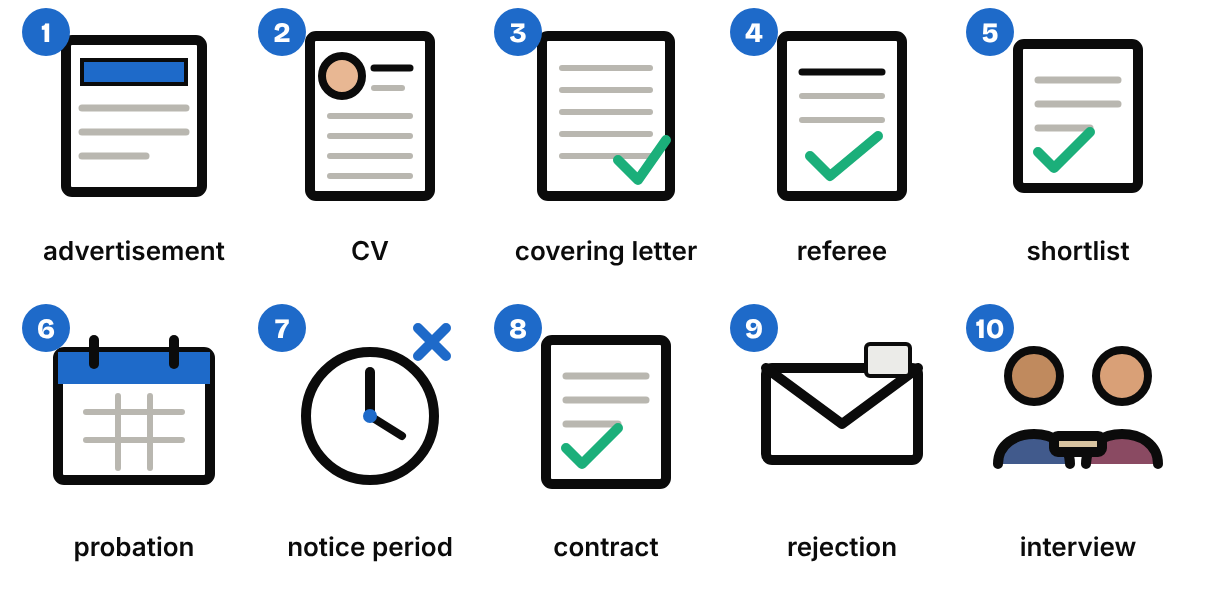 1
2
3
4
5
advertisement
CV
covering letter
referee
shortlist
6
7
8
9
10
probation
notice period
contract
rejection
interview